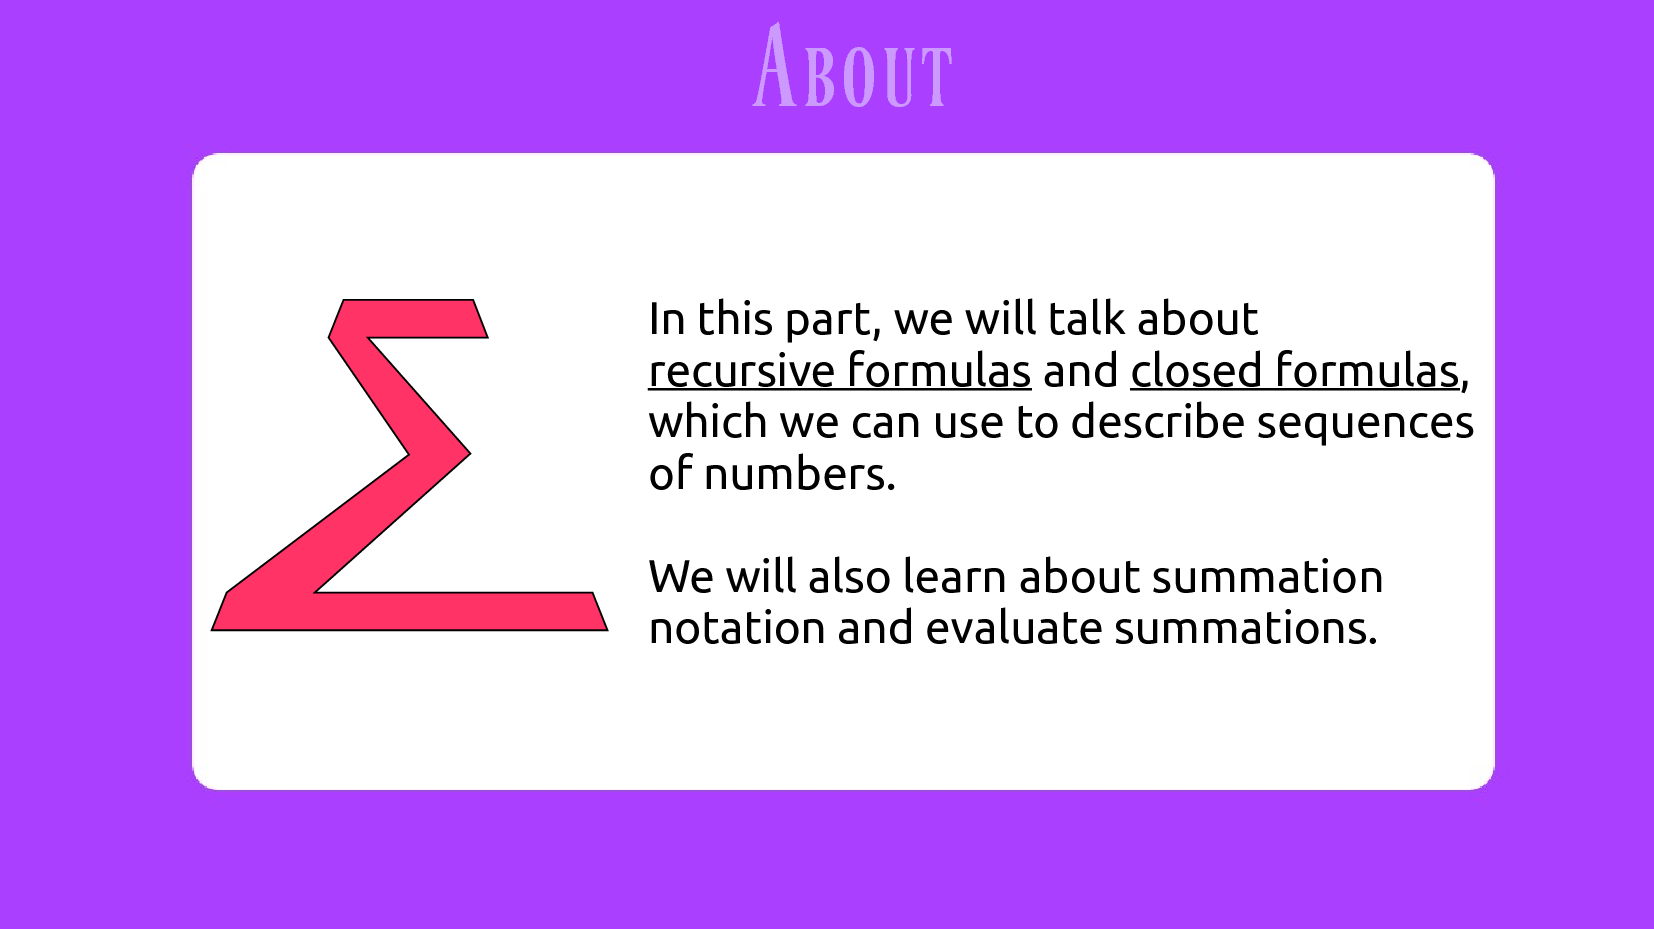 About
In this part, we will talk about
recursive formulas and closed formulas,
which we can use to describe sequences
of numbers.
We will also learn about summation
notation and evaluate summations.